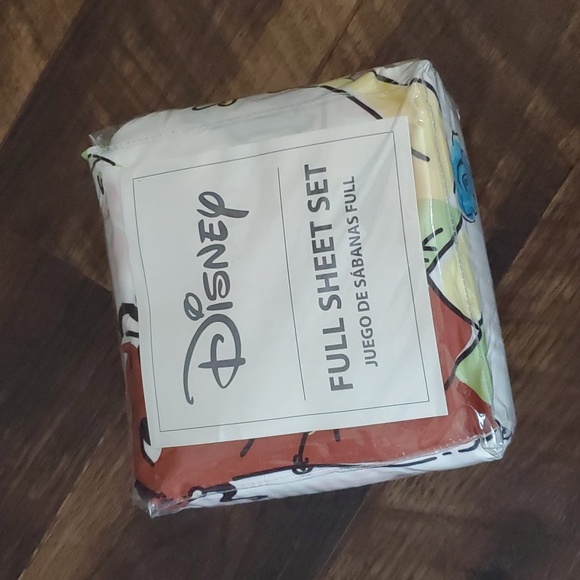 Disney
FULL SHEET SET
JUEGO DE SÁBANAS FULL